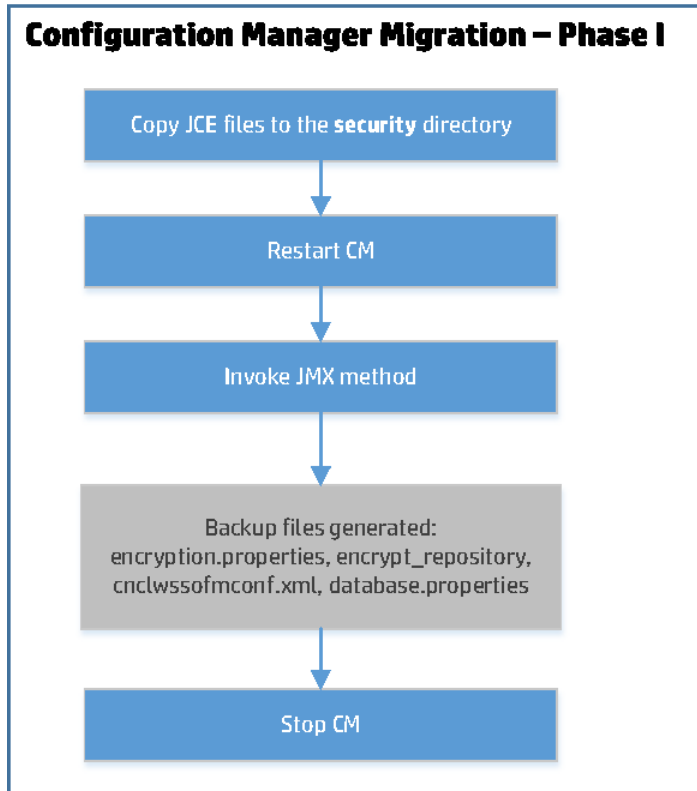 Configuration Manager Migration – Phase I
Copy JCE files to the security directory
Restart CM
Invoke JMX method
Backup files generated:
encryption.properties, encrypt_repository,
cnclwssofmconf.xml, database.properties
Stop CM